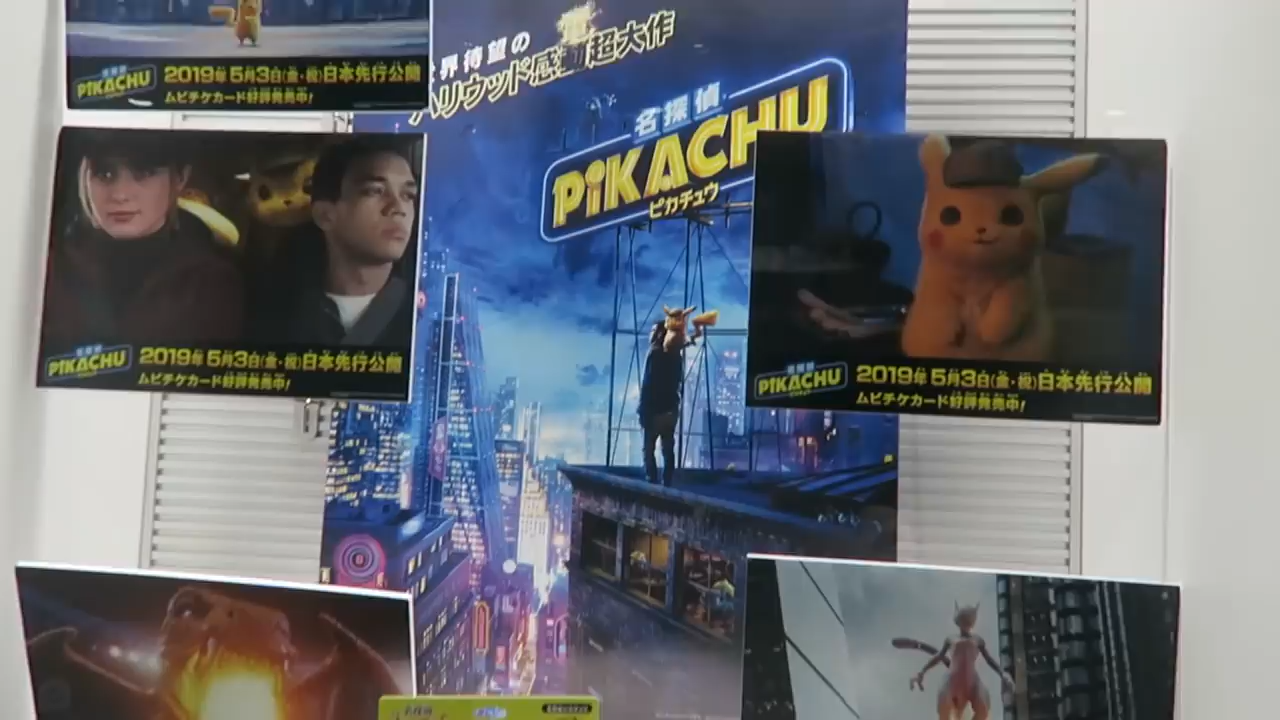 PIKACHU
2019年5月3日(金・祝)日本先行公開
ムビチケカード好評発売中!
界待望の
ハリウッド感動超大作
名探偵
PIKACHU
ピカチュウ
PIKACHU
2019年5月3日(金・祝)日本先行公開
ムビチケカード好評発売中!
PIKACHU
2019年5月3日(金・祝)日本先行公開
ムビチケカード好評発売中!
名探偵